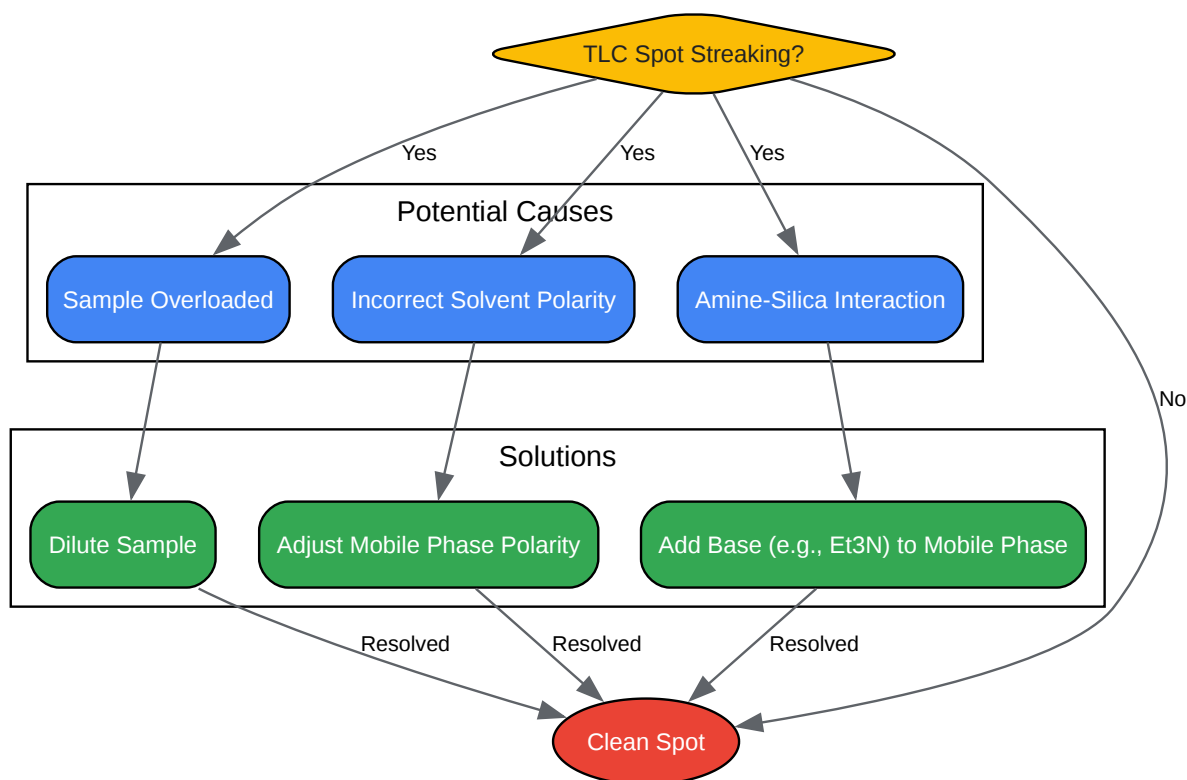 TLC Spot Streaking?
Yes
Yes
Yes
Potential Causes
Sample Overloaded
Incorrect Solvent Polarity
Amine-Silica Interaction
No
Solutions
Dilute Sample
Adjust Mobile Phase Polarity
Add Base (e.g., Et3N) to Mobile Phase
Resolved
Resolved
Resolved
Clean Spot